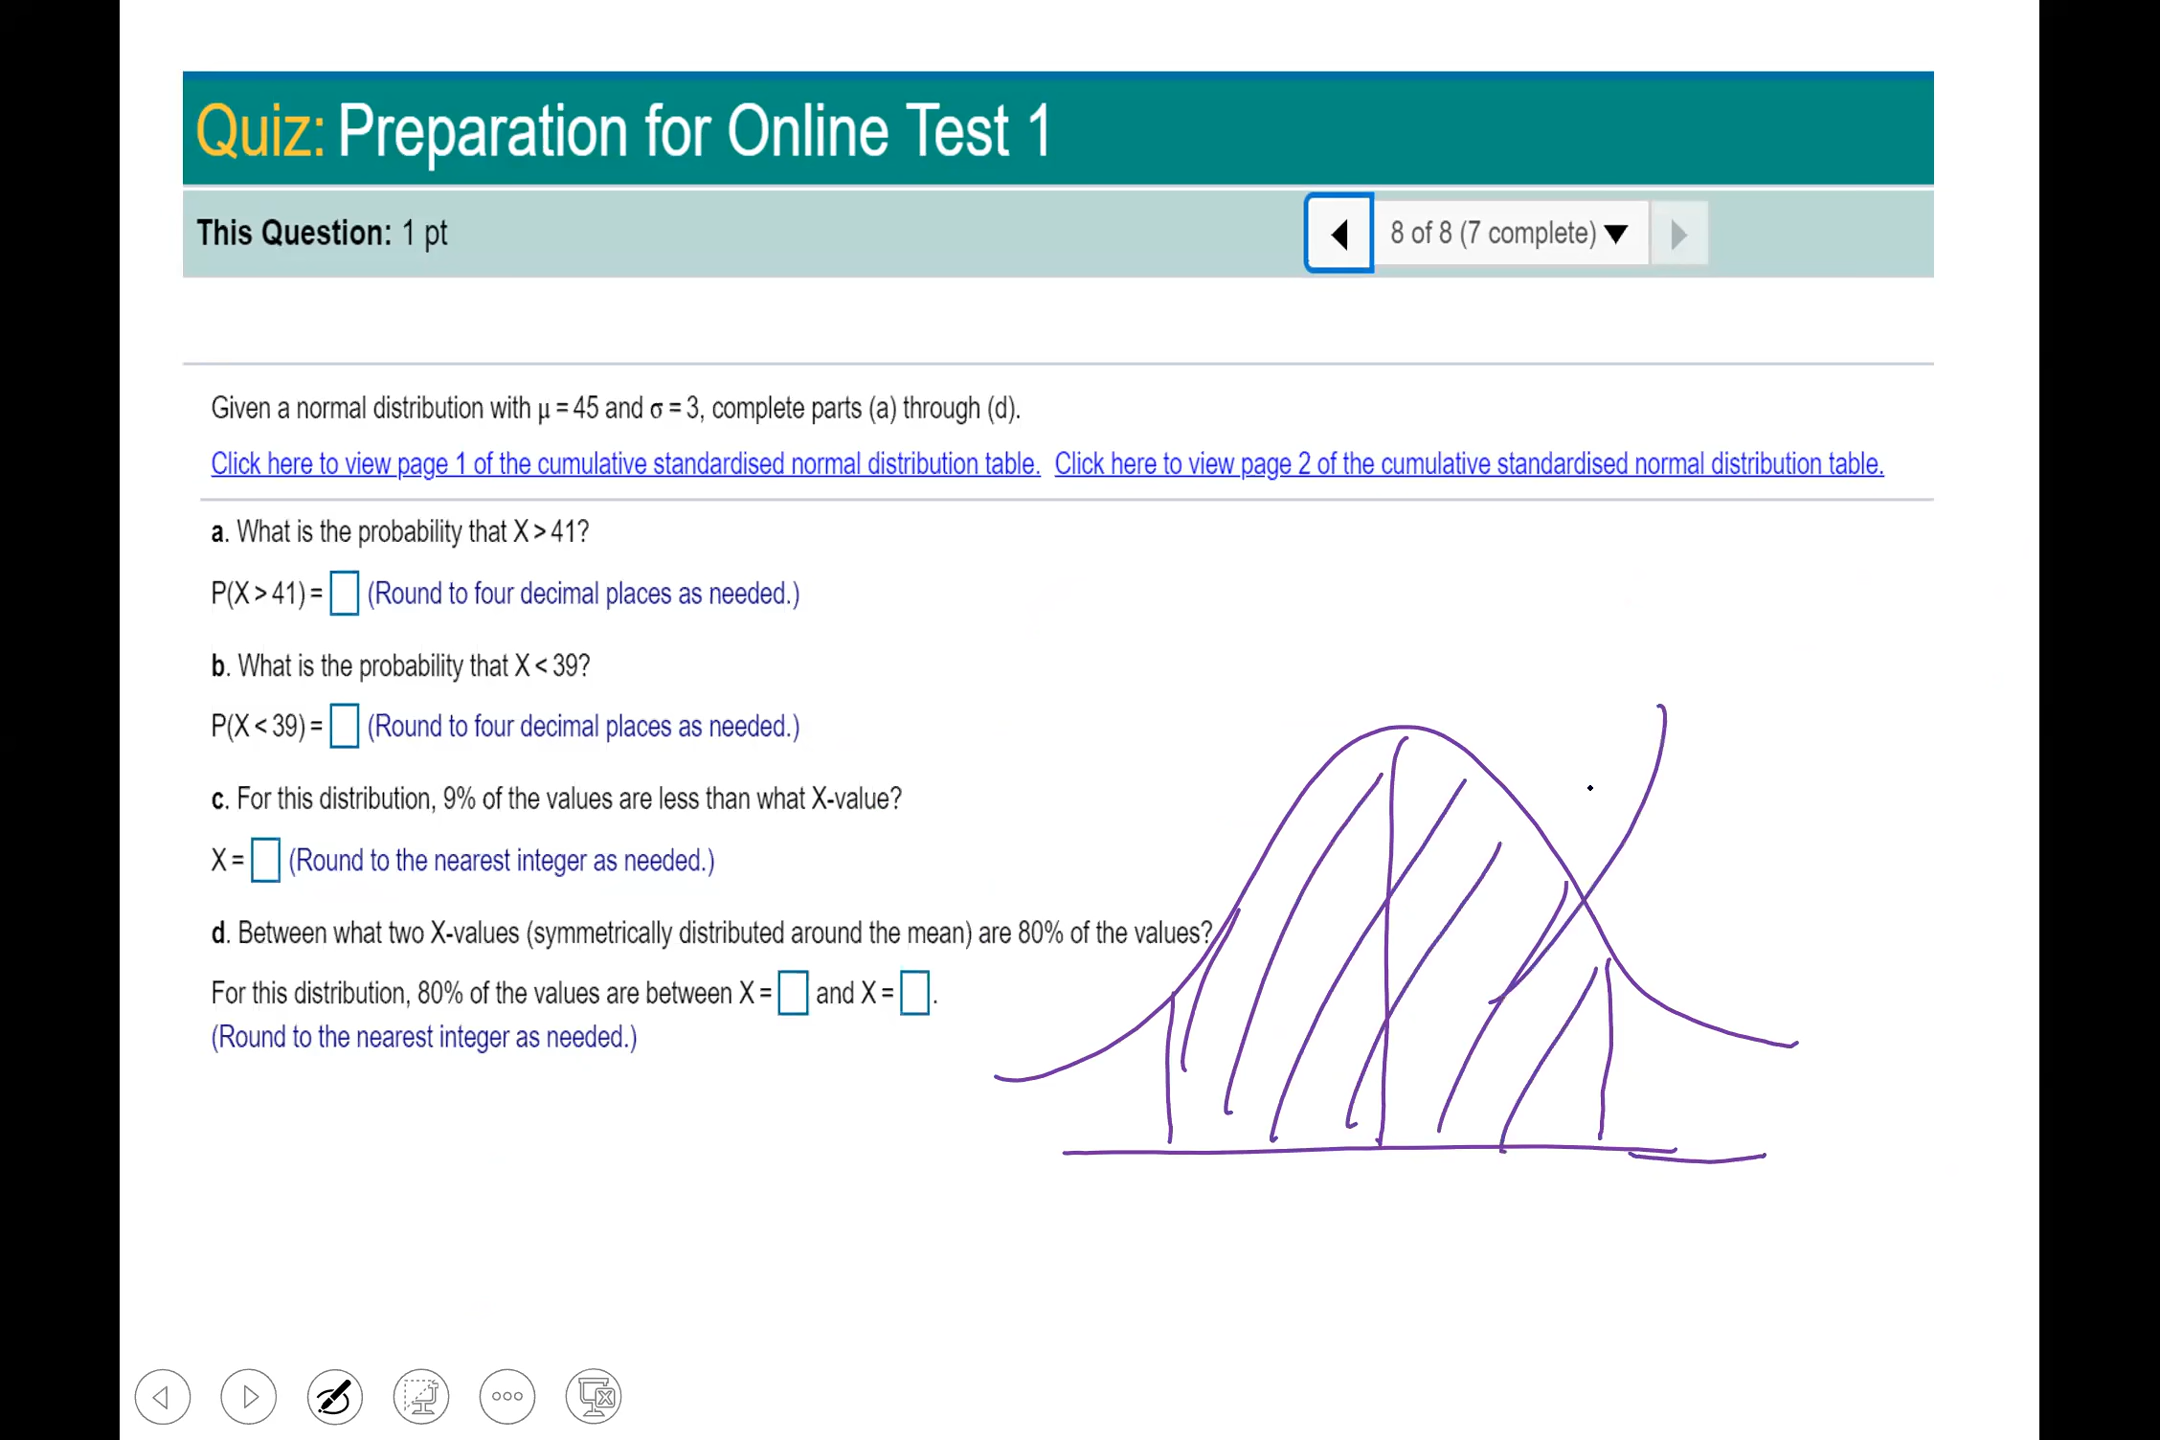 Quiz: Preparation for Online Test 1
This Question: 1 pt
8 of 8 (7 complete)
Given a normal distribution with μ = 45 and σ = 3, complete parts (a) through (d).
Click here to view page 1 of the cumulative standardised normal distribution table. Click here to view page 2 of the cumulative standardised normal distribution table.
a. What is the probability that X > 41?
P(X > 41) = (Round to four decimal places as needed.)
b. What is the probability that X < 39?
P(X < 39) = (Round to four decimal places as needed.)
c. For this distribution, 9% of the values are less than what X-value?
X = (Round to the nearest integer as needed.)
d. Between what two X-values (symmetrically distributed around the mean) are 80% of the values?
For this distribution, 80% of the values are between X = and X = .
(Round to the nearest integer as needed.)